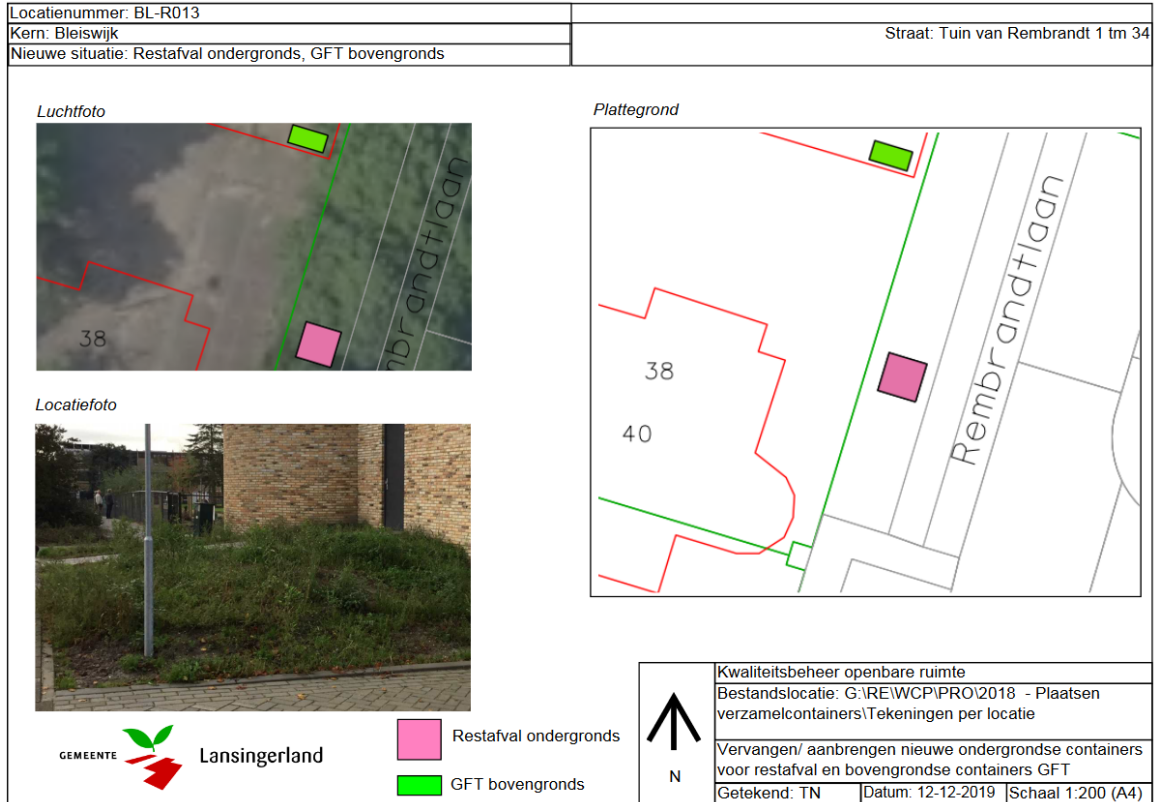 Locatienummer: BL-R013
Kern: Bleiswijk
Straat: Tuin van Rembrandt 1 tm 34
Nieuwe situatie: Restafval ondergronds, GFT bovengronds
Luchtfoto
Plattegrond
mbrandtlaan
38
Rembrandtlaan
38
40
Locatiefoto
GEMEENTE Lansingerland
Restafval ondergronds
GFT bovengronds
N
Kwaliteitsbeheer openbare ruimte
Bestandslocatie: G:\RE\WCP\PRO\2018 - Plaatsen
verzamelcontainers\Tekeningen per locatie
Vervangen/ aanbrengen nieuwe ondergrondse containers
voor restafval en bovengrondse containers GFT
Getekend: TN
Datum: 12-12-2019
Schaal 1:200 (A4)